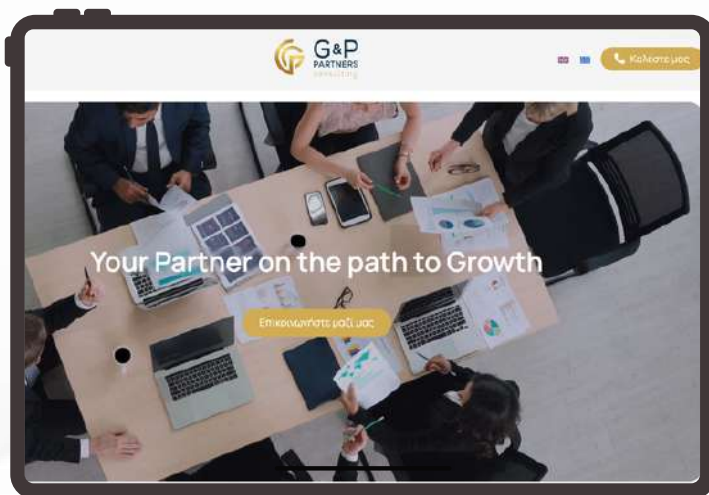 G&P
PARTNERS
consulting
Καλέστε μας
Your Partner on the path to Growth
Επικοινωνήστε μαζί μας